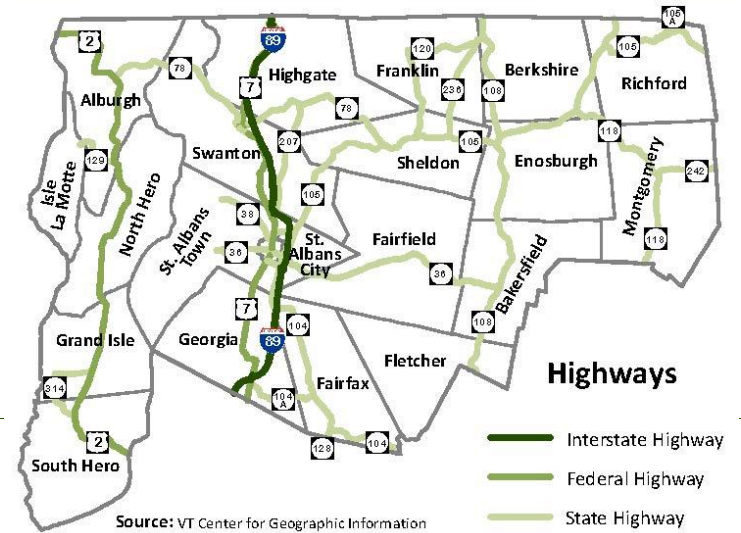 105
A
2
89
120
105
78
Highgate
Franklin
Berkshire
Richford
7
236
108
Alburgh
78
207
118
105
Swanton
Sheldon
Enosburgh
129
242
Isle
La Motte
North Hero
105
Montgomery
38
St. Albans
Town
St.
Albans
City
Fairfield
118
36
36
Bakersfield
7
Georgia
104
108
Grand Isle
89
Fletcher
Fairfax
Highways
314
104
A
2
128
104
Interstate Highway
South Hero
Federal Highway
State Highway
Source: VT Center for Geographic Information